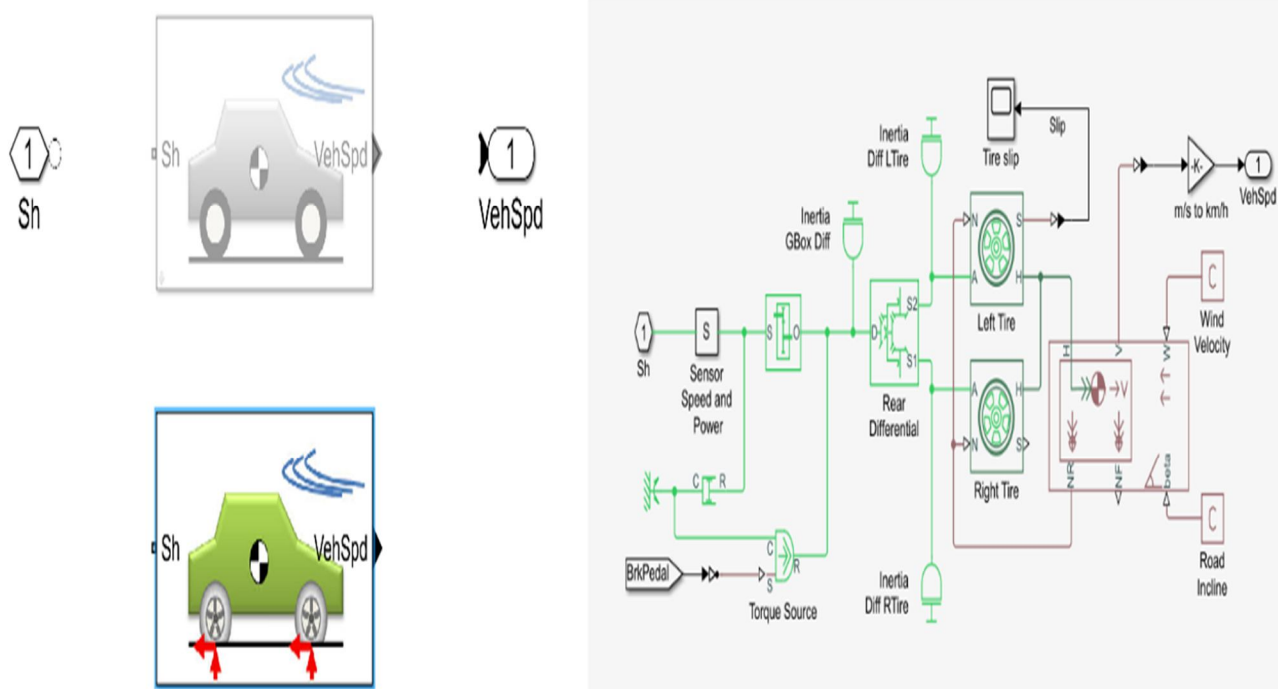 1
Sh
Sh
VehSpd
1
VehSpd
Sh
VehSpd
Inertia
Diff LTire
Tire slip
Slip
-K-
m/s to km/h
1
VehSpd
Inertia
GBox Diff
N
S
A
H
Left Tire
C
Wind
Velocity
1
Sh
S
Sensor
Speed and
Power
S
O
D
S2
S1
Rear
Differential
A
H
N
S
Right Tire
H
V
W
V
NR
NF
beta
C
R
C
S
R
Torque Source
BrkPedal
Inertia
Diff RTire
C
Road
Incline